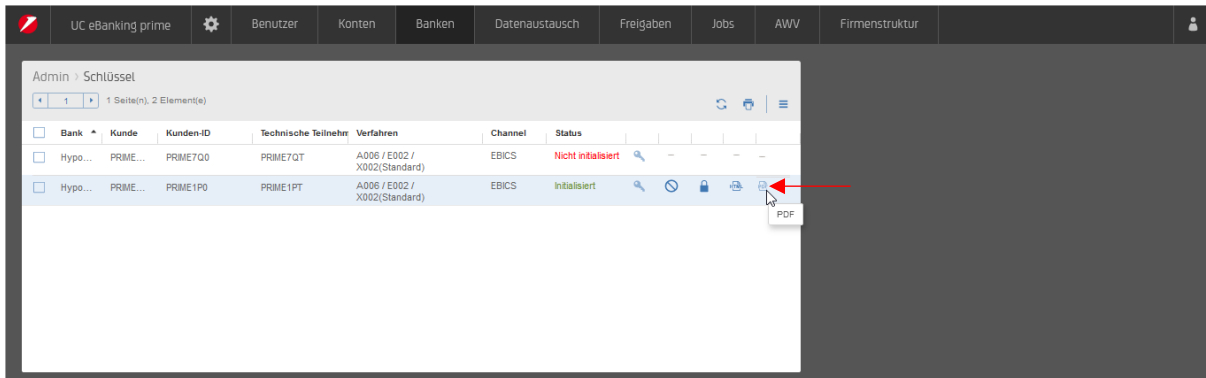 UC eBanking prime Benutzer Konten Banken Datenaustausch Freigaben Jobs AWV Firmenstruktur
Admin > Schlüssel
1 1 Seite(n), 2 Element(e)
Bank Kunde Kunden-ID Technische Teilnehm Verfahren Channel Status
Hypo... PRIME... PRIME7Q0 PRIME7QT A006 / E002 / EBICS Nicht initialisiert – – – –
X002(Standard)
Hypo... PRIME... PRIME1P0 PRIME1PT A006 / E002 / EBICS Initialisiert
X002(Standard)
PDF